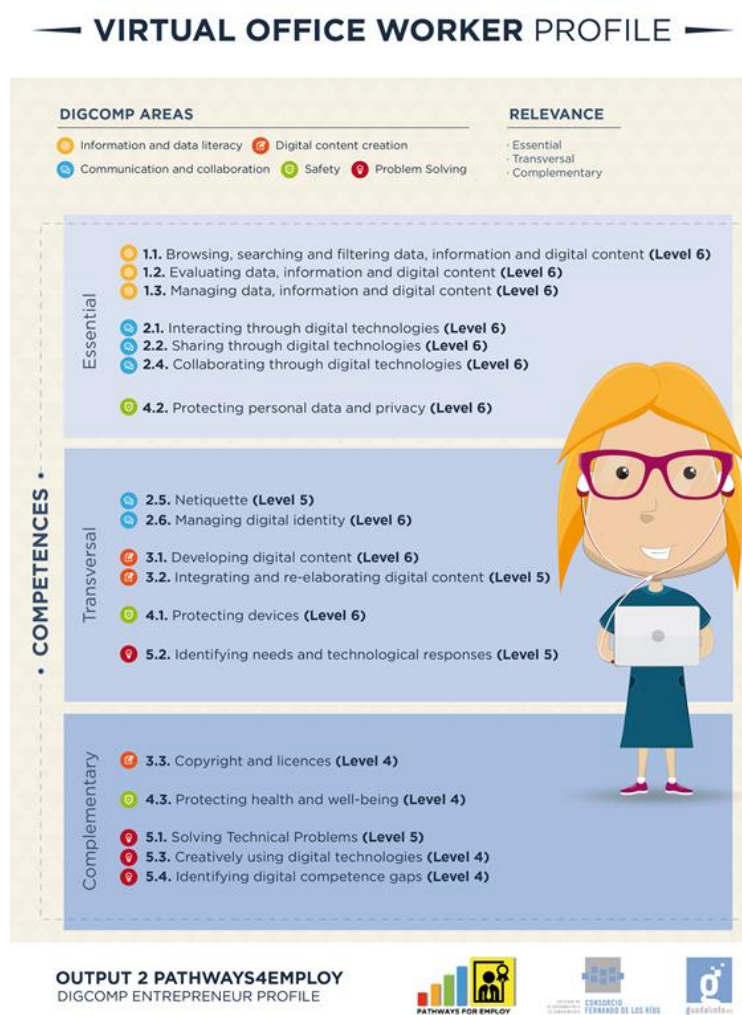 VIRTUAL OFFICE WORKER PROFILE
DIGCOMP AREAS
Information and data literacy
Digital content creation
Communication and collaboration
Safety
Problem Solving
RELEVANCE
· Essential
· Transversal
· Complementary
• COMPETENCES •
Essential
1.1. Browsing, searching and filtering data, information and digital content (Level 6)
1.2. Evaluating data, information and digital content (Level 6)
1.3. Managing data, information and digital content (Level 6)
2.1. Interacting through digital technologies (Level 6)
2.2. Sharing through digital technologies (Level 6)
2.4. Collaborating through digital technologies (Level 6)
4.2. Protecting personal data and privacy (Level 6)
Transversal
2.5. Netiquette (Level 5)
2.6. Managing digital identity (Level 6)
3.1. Developing digital content (Level 6)
3.2. Integrating and re-elaborating digital content (Level 5)
4.1. Protecting devices (Level 6)
5.2. Identifying needs and technological responses (Level 5)
Complementary
3.3. Copyright and licences (Level 4)
4.3. Protecting health and well-being (Level 4)
5.1. Solving Technical Problems (Level 5)
5.3. Creatively using digital technologies (Level 4)
5.4. Identifying digital competence gaps (Level 4)
OUTPUT 2 PATHWAYS4EMPLOY
DIGCOMP ENTREPRENEUR PROFILE
PATHWAYS FOR EMPLOY
CONSORCIO
FERNANDO DE LOS RÍOS
g
guadalinfo